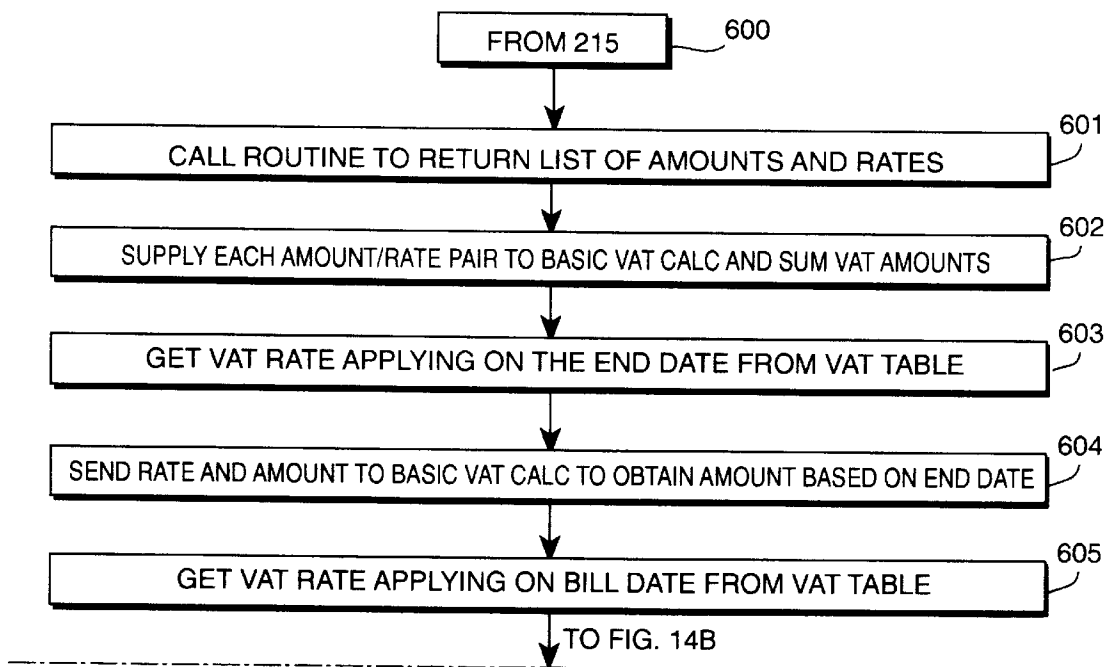 FROM 215
600
601
CALL ROUTINE TO RETURN LIST OF AMOUNTS AND RATES
602
SUPPLY EACH AMOUNT/RATE PAIR TO BASIC VAT CALC AND SUM VAT AMOUNTS
603
GET VAT RATE APPLYING ON THE END DATE FROM VAT TABLE
604
SEND RATE AND AMOUNT TO BASIC VAT CALC TO OBTAIN AMOUNT BASED ON END DATE
605
GET VAT RATE APPLYING ON BILL DATE FROM VAT TABLE
TO FIG. 14B